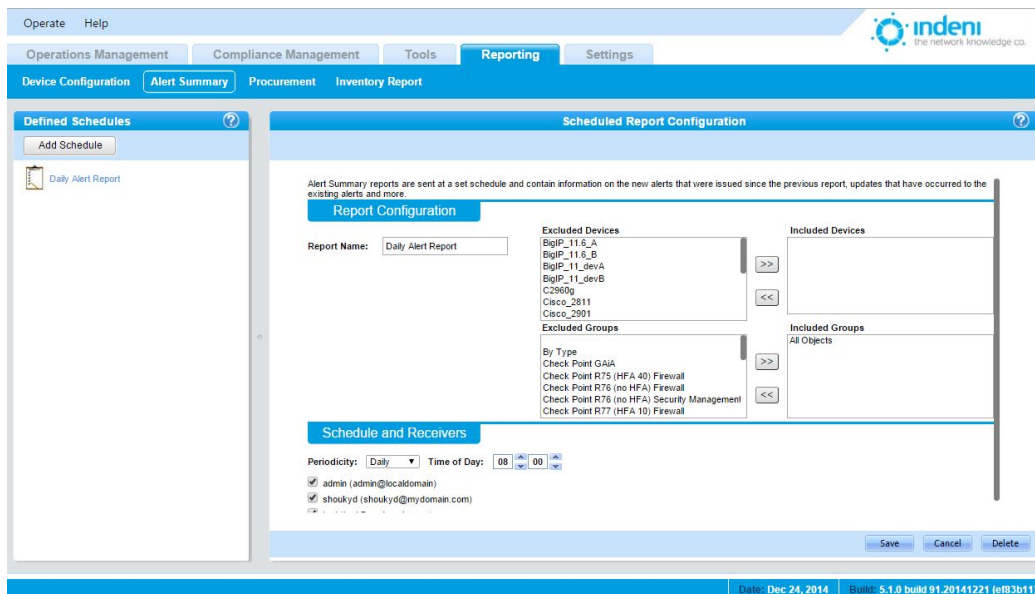 Operate Help
indeni
the network knowledge co.
Operations Management Compliance Management Tools Reporting Settings
Device Configuration Alert Summary Procurement Inventory Report
Defined Schedules ?
Add Schedule
Daily Alert Report
Scheduled Report Configuration ?
Alert Summary reports are sent at a set schedule and contain information on the new alerts that were issued since the previous report, updates that have occurred to the
existing alerts and more.
Report Configuration
Report Name: Daily Alert Report
Excluded Devices
BigIP_11.6_A
BigIP_11.6_B
BigIP_11_devA
BigIP_11_devB
C2960g
Cisco_2811
Cisco_2901
>>
<<
Included Devices
Excluded Groups
By Type
Check Point GAiA
Check Point R75 (HFA 40) Firewall
Check Point R76 (no HFA) Firewall
Check Point R76 (no HFA) Security Management
Check Point R77 (HFA 10) Firewall
>>
<<
Included Groups
All Objects
Schedule and Receivers
Periodicity: Daily Time of Day: 08 00
admin (admin@localdomain)
shoukyd (shoukyd@mydomain.com)
Save Cancel Delete
Date: Dec 24, 2014 Build: 5.1.0 build 91.20141221 (ef83b11